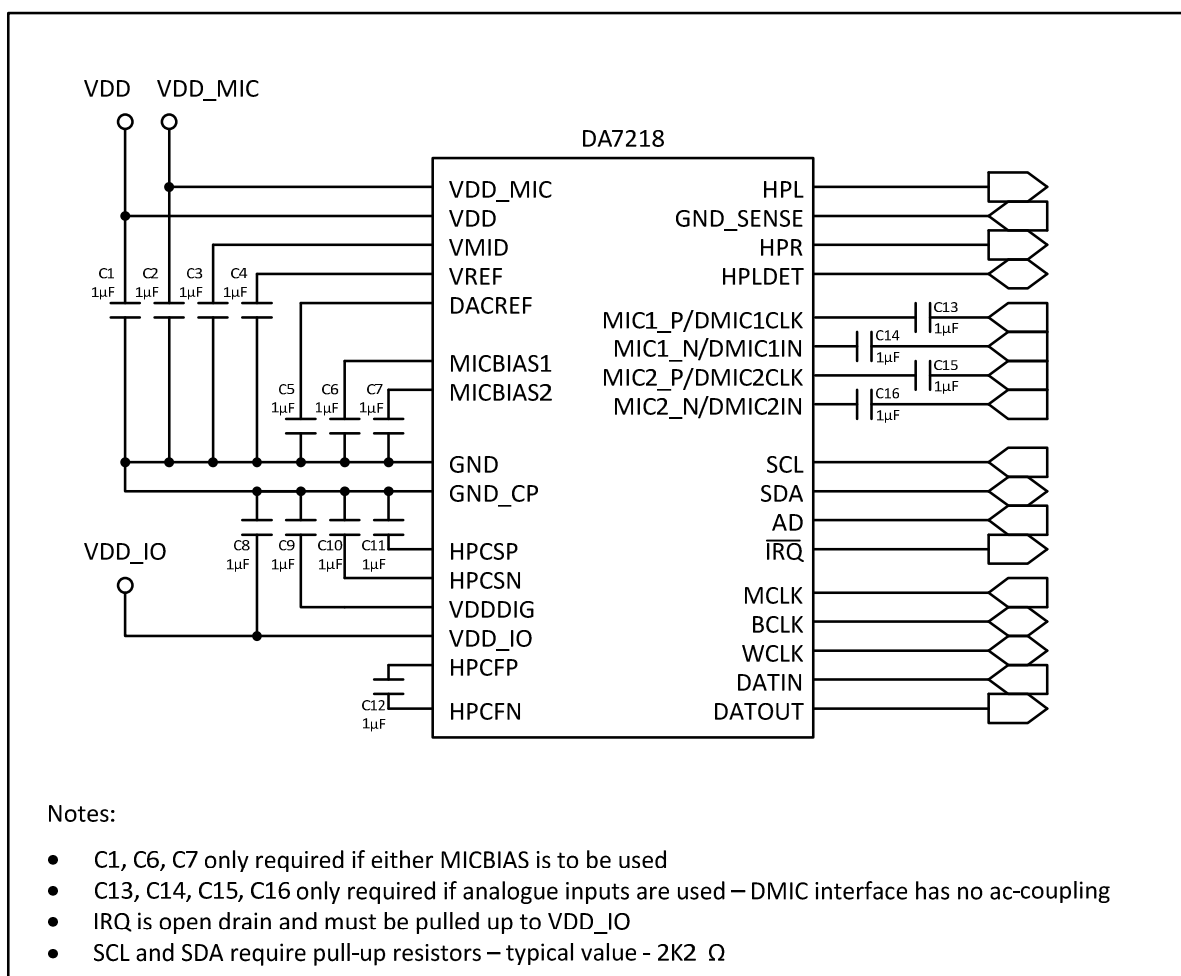 VDD VDD_MIC
DA7218
VDD_MIC
VDD
VMID
VREF
DACREF
MICBIAS1
MICBIAS2
GND
GND_CP
HPCSP
HPCSN
VDDDIG
VDD_IO
HPCFP
HPCFN
HPL
GND_SENSE
HPR
HPLDET
MIC1_P/DMIC1CLK
MIC1_N/DMIC1IN
MIC2_P/DMIC2CLK
MIC2_N/DMIC2IN
SCL
SDA
AD
IRQ
MCLK
BCLK
WCLK
DATIN
DATOUT
C1
1µF
C2
1µF
C3
1µF
C4
1µF
C5
1µF
C6
1µF
C7
1µF
VDD_IO
C8
1µF
C9
1µF
C10
1µF
C11
1µF
C12
1µF
C13
1µF
C14
1µF
C15
1µF
C16
1µF
Notes:
• C1, C6, C7 only required if either MICBIAS is to be used
• C13, C14, C15, C16 only required if analogue inputs are used – DMIC interface has no ac-coupling
• IRQ is open drain and must be pulled up to VDD_IO
• SCL and SDA require pull-up resistors – typical value - 2K2 Ω